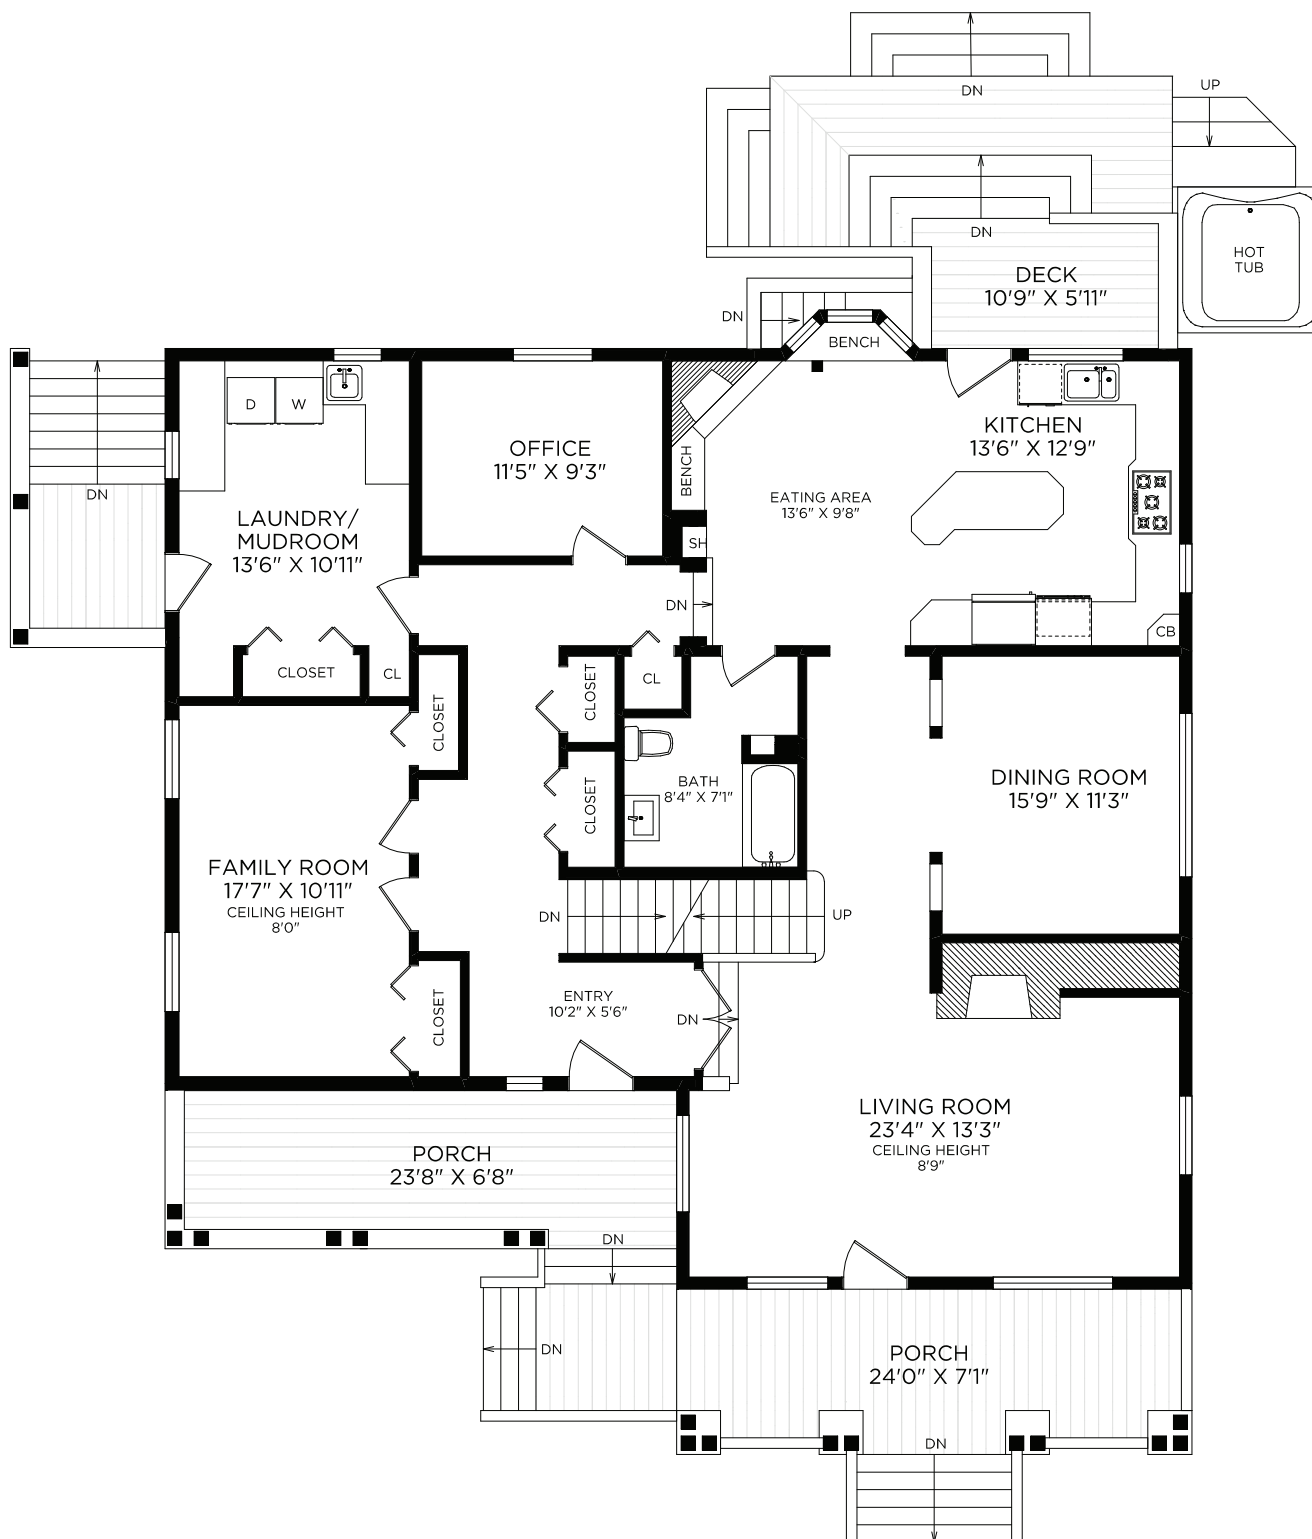 DN
UP
DN
HOT
TUB
DECK
10'9" X 5'11"
DN
BENCH
D
W
OFFICE
11'5" X 9'3"
BENCH
KITCHEN
13'6" X 12'9"
EATING AREA
13'6" X 9'8"
DN
LAUNDRY/
MUDROOM
13'6" X 10'11"
SH
DN
CB
CLOSET
CL
CLOSET
CLOSET
CL
BATH
8'4" X 7'1"
CLOSET
DINING ROOM
15'9" X 11'3"
FAMILY ROOM
17'7" X 10'11"
CEILING HEIGHT
8'0"
DN
UP
CLOSET
ENTRY
10'2" X 5'6"
DN
LIVING ROOM
23'4" X 13'3"
CEILING HEIGHT
8'9"
PORCH
23'8" X 6'8"
DN
DN
PORCH
24'0" X 7'1"
DN